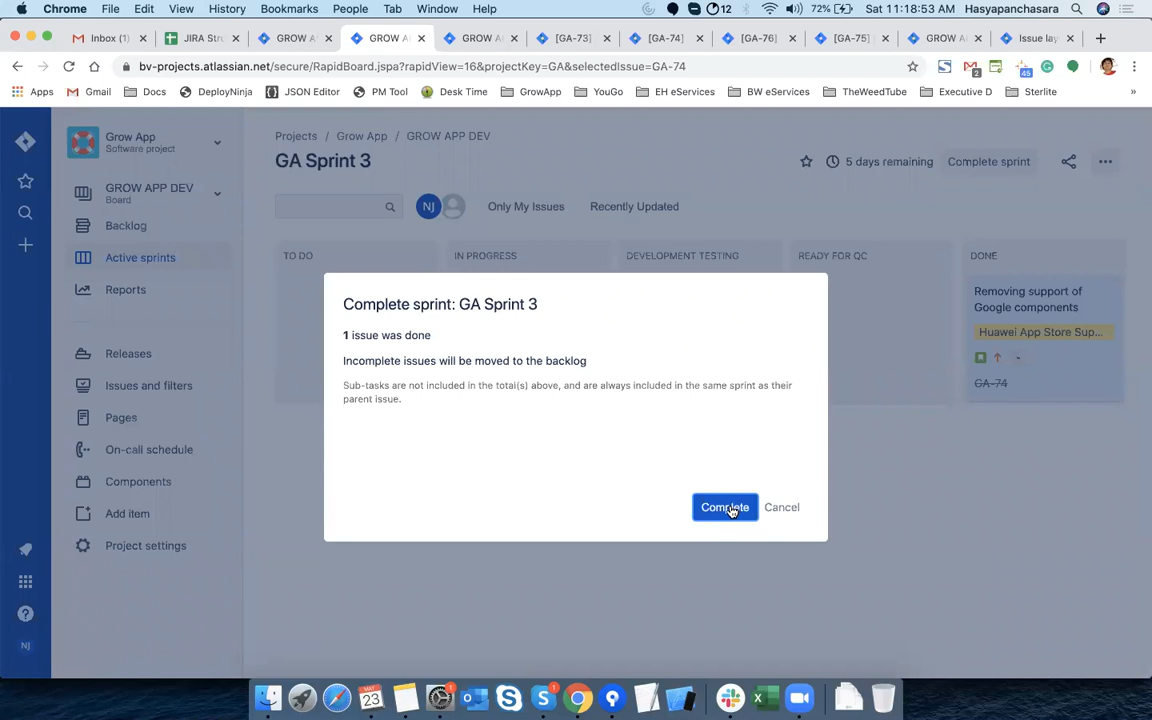 Chrome File Edit View History Bookmarks People Tab Window Help 12 72% Sat 11:18:53 AM Hasyapanchasara
Inbox (1) JIRA Str GROW A GROW A GROW A [GA-73] [GA-74] [GA-76] [GA-75] GROW A Issue lay
bv-projects.atlassian.net/secure/RapidBoard.jspa?rapidView=16&projectKey=GA&selectedIssue=GA-74 2 45
Apps Gmail Docs DeployNinja JSON Editor PM Tool Desk Time GrowApp YouGo EH eServices BW eServices TheWeedTube Executive D Sterlite »
Grow App
Software project
GROW APP DEV
Board
Backlog
Active sprints
Reports
Releases
Issues and filters
Pages
On-call schedule
Components
Add item
Project settings
NJ
Projects / Grow App / GROW APP DEV
GA Sprint 3
5 days remaining Complete sprint
NJ Only My Issues Recently Updated
TO DO IN PROGRESS DEVELOPMENT TESTING READY FOR QC DONE
Removing support of
Google components
Huawei App Store Sup...
-
GA-74
Complete sprint: GA Sprint 3
1 issue was done
Incomplete issues will be moved to the backlog
Sub-tasks are not included in the total(s) above, and are always included in the same sprint as their
parent issue.
Complete Cancel
MAY
23
1
1